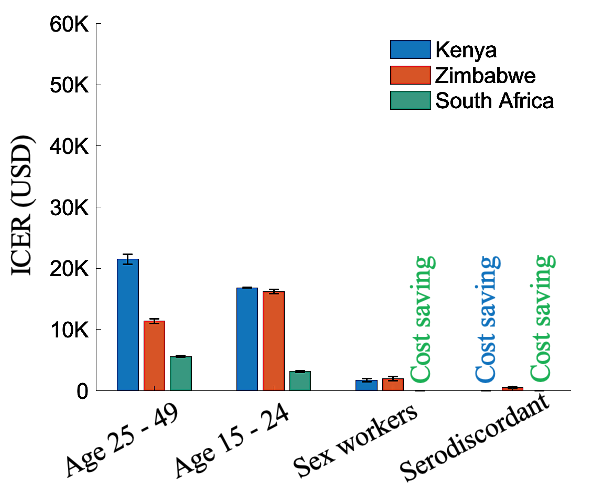 60K
50K
40K
30K
20K
10K
0
ICER (USD)
Kenya
Zimbabwe
South Africa
Cost saving
Cost saving
Cost saving
Age 25 - 49
Age 15 - 24
Sex workers
Serodiscordant